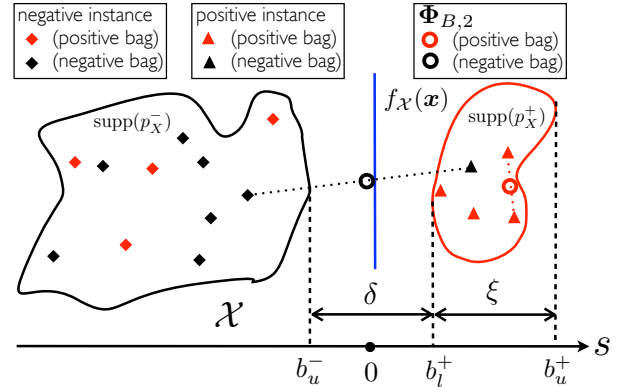 negative instance
(positive bag)
(negative bag)
positive instance
(positive bag)
(negative bag)
Φ_{B,2}
(positive bag)
(negative bag)
supp(p_X^-)
f_𝒳(x)
supp(p_X^+)
𝒳
δ
ξ
b_u^-
0
b_l^+
b_u^+
s